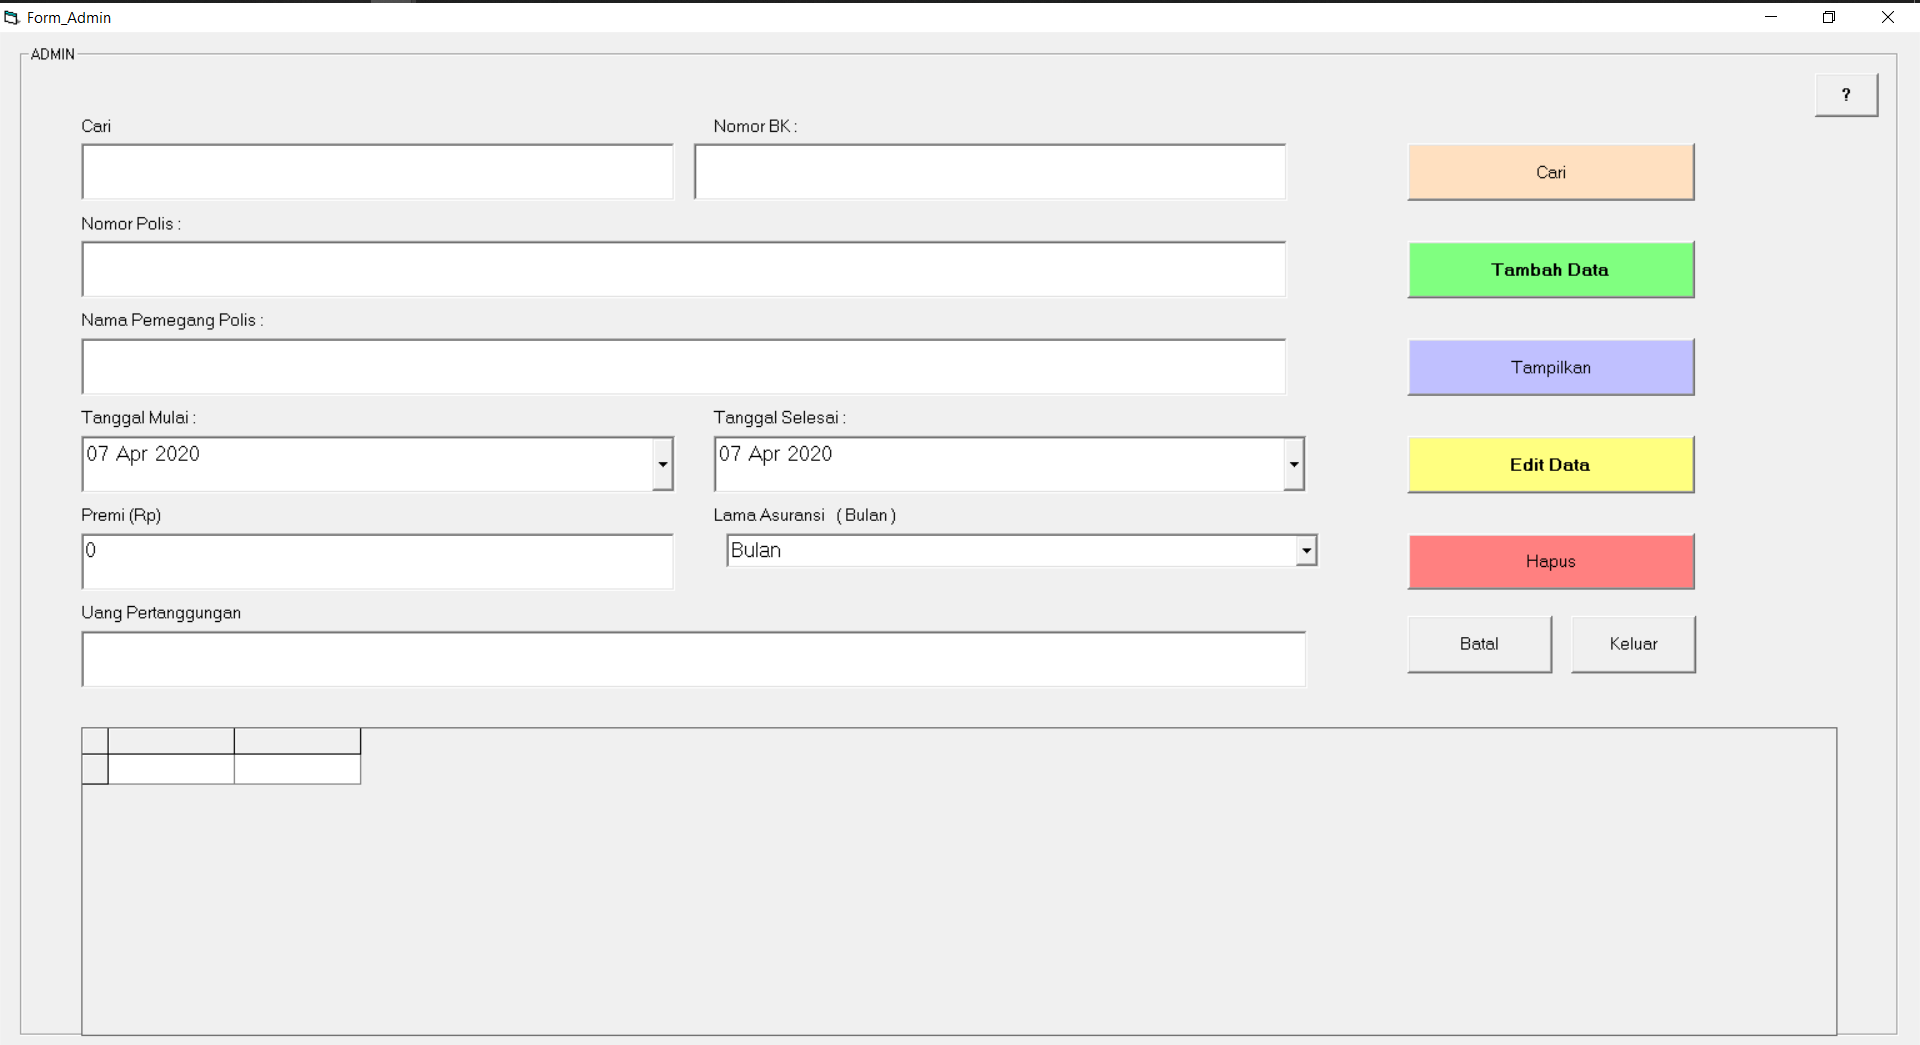 Form_Admin
ADMIN
?
Cari
Nomor BK :
Cari
Nomor Polis :
Tambah Data
Nama Pemegang Polis :
Tampilkan
Tanggal Mulai :
Tanggal Selesai :
07 Apr 2020
07 Apr 2020
Edit Data
Premi (Rp)
Lama Asuransi ( Bulan )
0
Bulan
Hapus
Uang Pertanggungan
Batal
Keluar